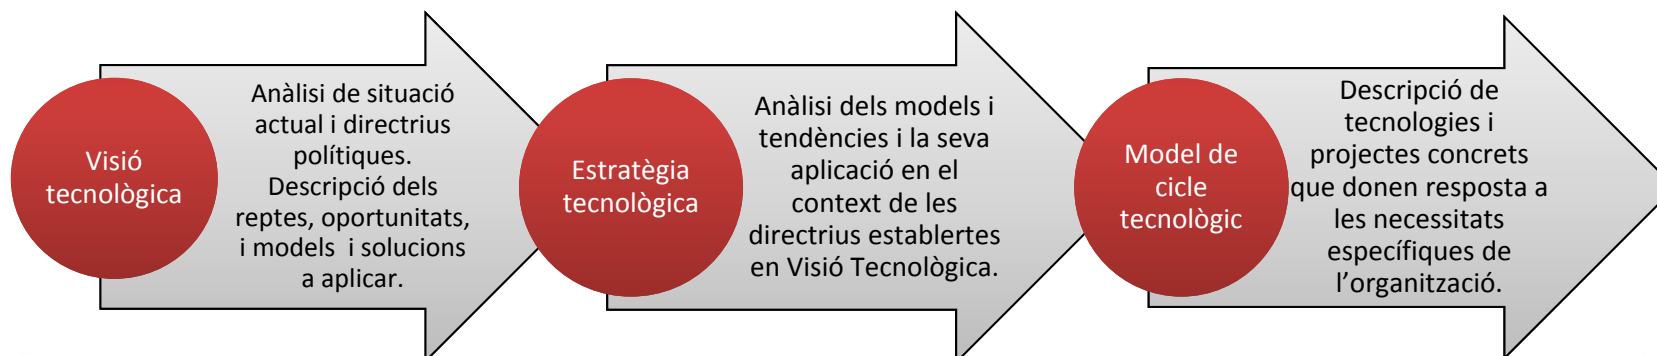 Visió
tecnològica
Anàlisi de situació
actual i directrius
polítiques.
Descripció dels
reptes, oportunitats,
i models i solucions
a aplicar.
Estratègia
tecnològica
Anàlisi dels models i
tendències i la seva
aplicació en el
context de les
directrius establertes
en Visió Tecnològica.
Model de
cicle
tecnològic
Descripció de
tecnologies i
projectes concrets
que donen resposta a
les necessitats
específiques de
l’organització.